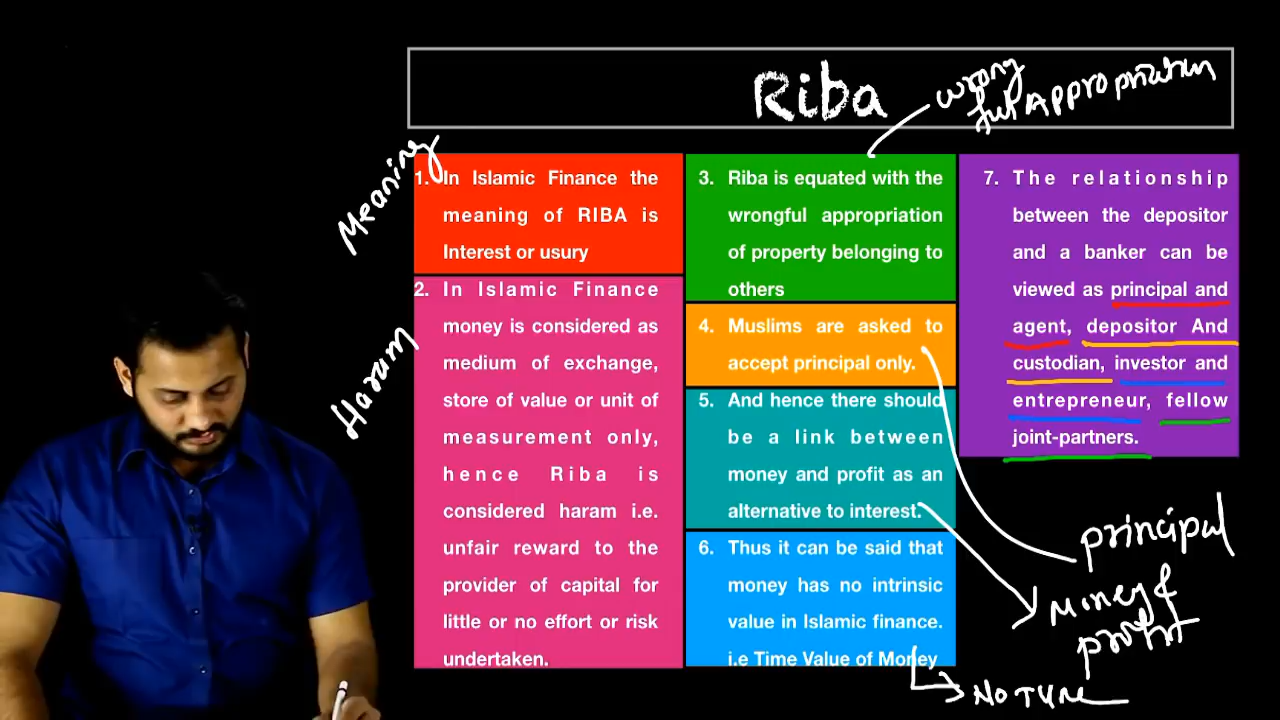 Riba
wrong
ful Appropriation
Meaning
1. In Islamic Finance the
meaning of RIBA is
Interest or usury
Haram
2. In Islamic Finance
money is considered as
medium of exchange,
store of value or unit of
measurement only,
hence Riba is
considered haram i.e.
unfair reward to the
provider of capital for
little or no effort or risk
undertaken.
3. Riba is equated with the
wrongful appropriation
of property belonging to
others
4. Muslims are asked to
accept principal only.
5. And hence there should
be a link between
money and profit as an
alternative to interest.
6. Thus it can be said that
money has no intrinsic
value in Islamic finance.
i.e Time Value of Money
7. The relationship
between the depositor
and a banker can be
viewed as principal and
agent, depositor And
custodian, investor and
entrepreneur, fellow
joint-partners.
principal
Money &
profit
No TVM